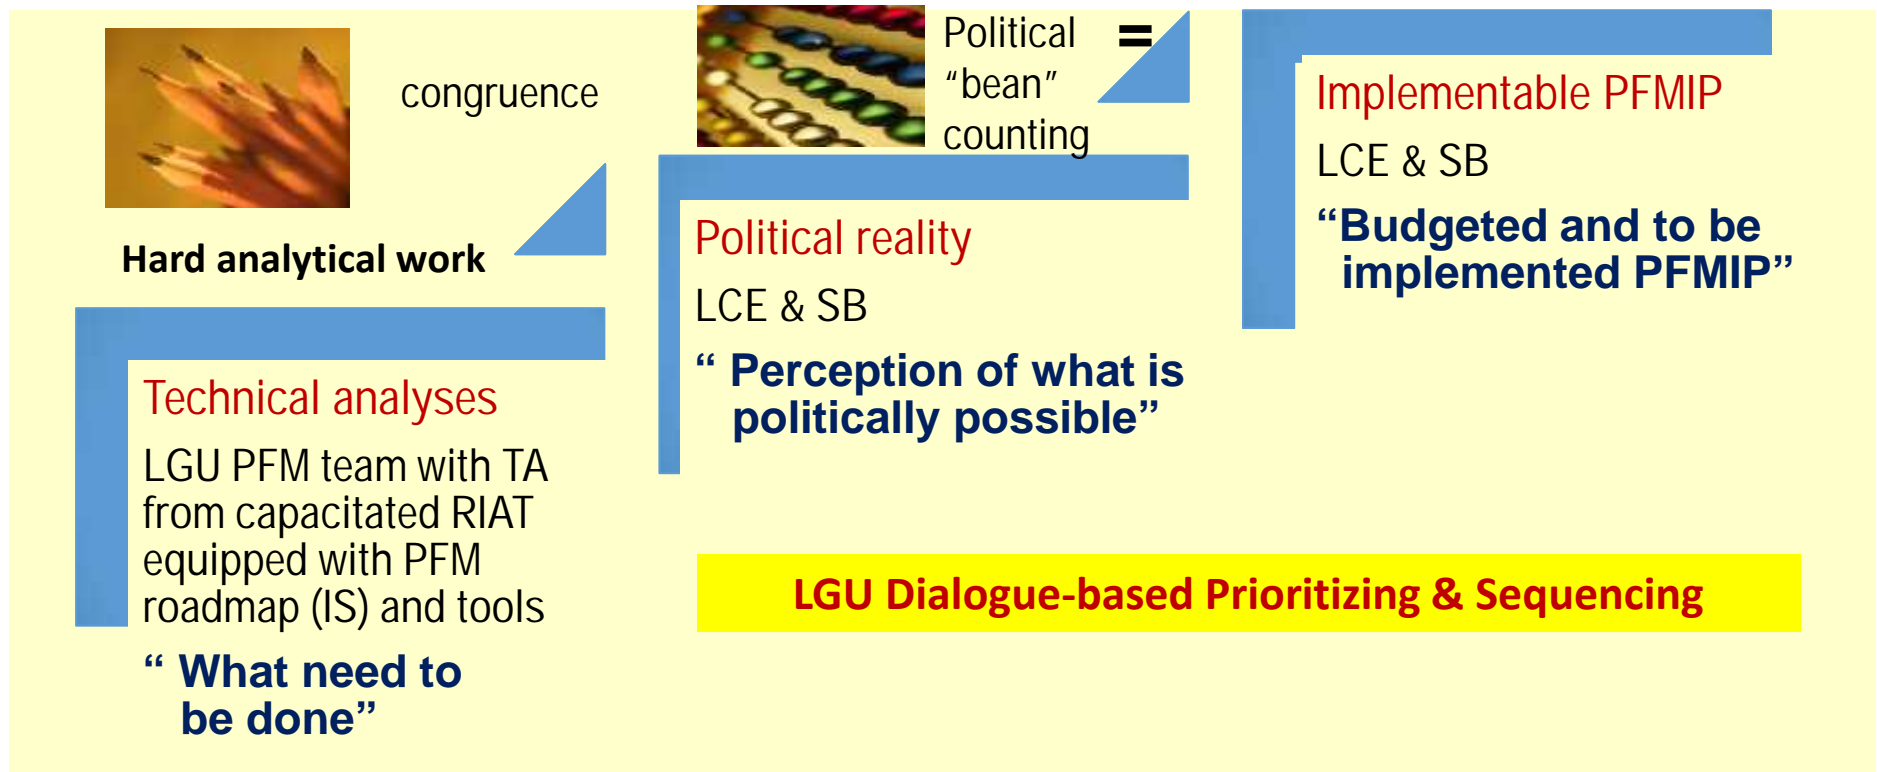 congruence
Hard analytical work
Technical analyses
LGU PFM team with TA
from capacitated RIAT
equipped with PFM
roadmap (IS) and tools
“ What need to
be done”
Political =
“bean”
counting
Political reality
LCE & SB
“ Perception of what is
politically possible”
Implementable PFMIP
LCE & SB
“Budgeted and to be
implemented PFMIP”
LGU Dialogue-based Prioritizing & Sequencing